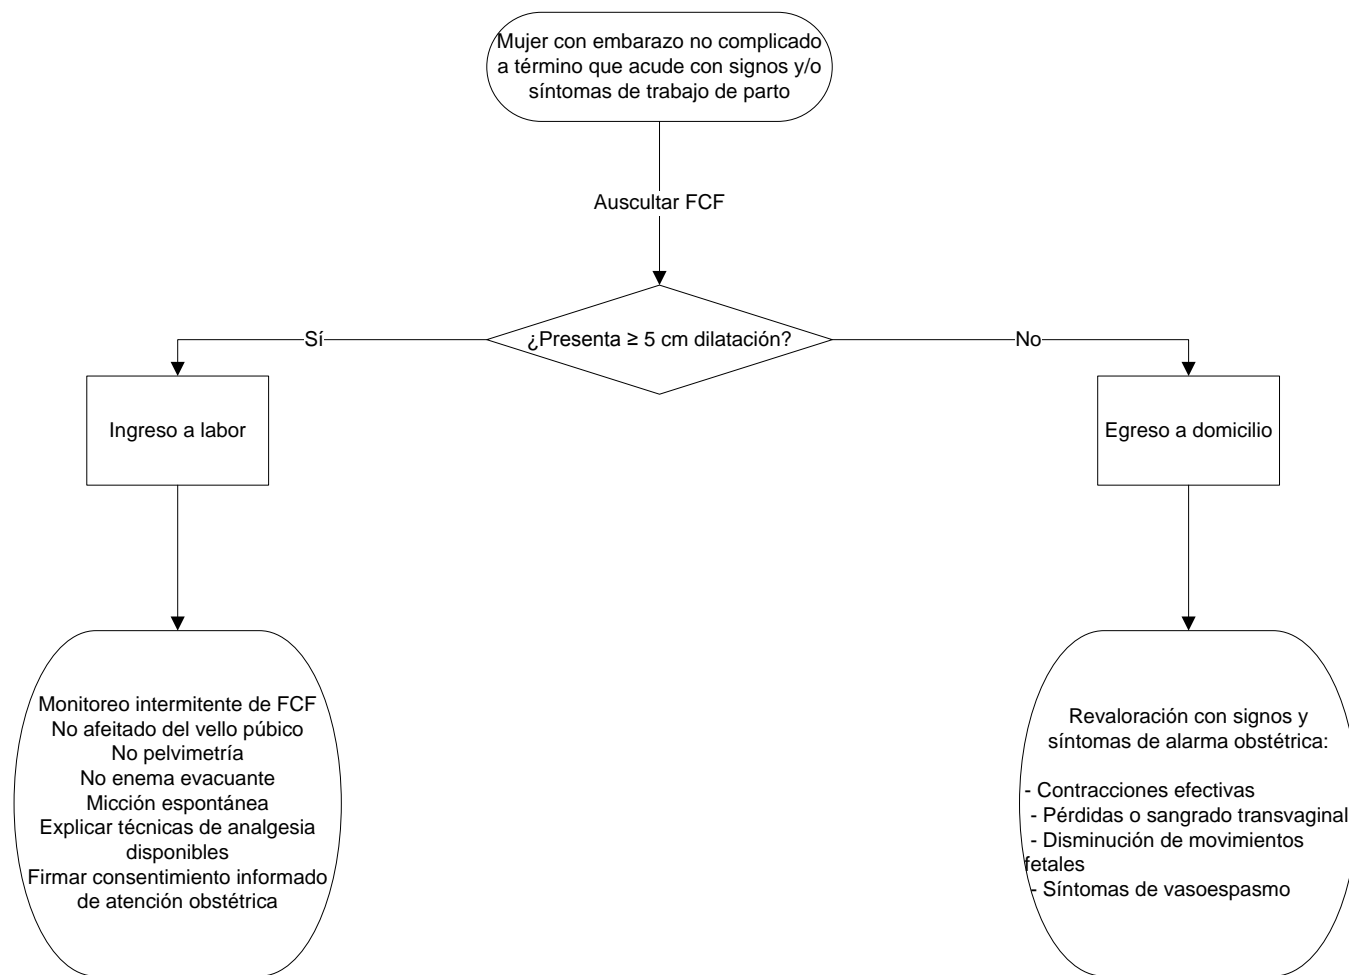 Mujer con embarazo no complicado
a término que acude con signos y/o
síntomas de trabajo de parto
Auscultar FCF
¿Presenta ≥ 5 cm dilatación?
Sí
No
Ingreso a labor
Egreso a domicilio
Monitoreo intermitente de FCF
No afeitado del vello púbico
No pelvimetría
No enema evacuante
Micción espontánea
Explicar técnicas de analgesia
disponibles
Firmar consentimiento informado
de atención obstétrica
Revaloración con signos y
síntomas de alarma obstétrica:
- Contracciones efectivas
- Pérdidas o sangrado transvaginal
- Disminución de movimientos
fetales
- Síntomas de vasoespasmo